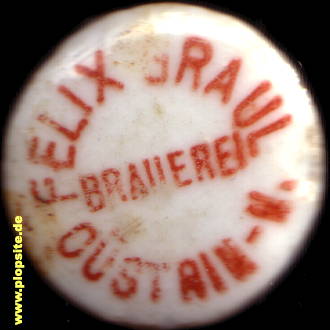 FELIX GRAUL
BRAUEREI
CÜSTRIN-N.
www.plopsite.de